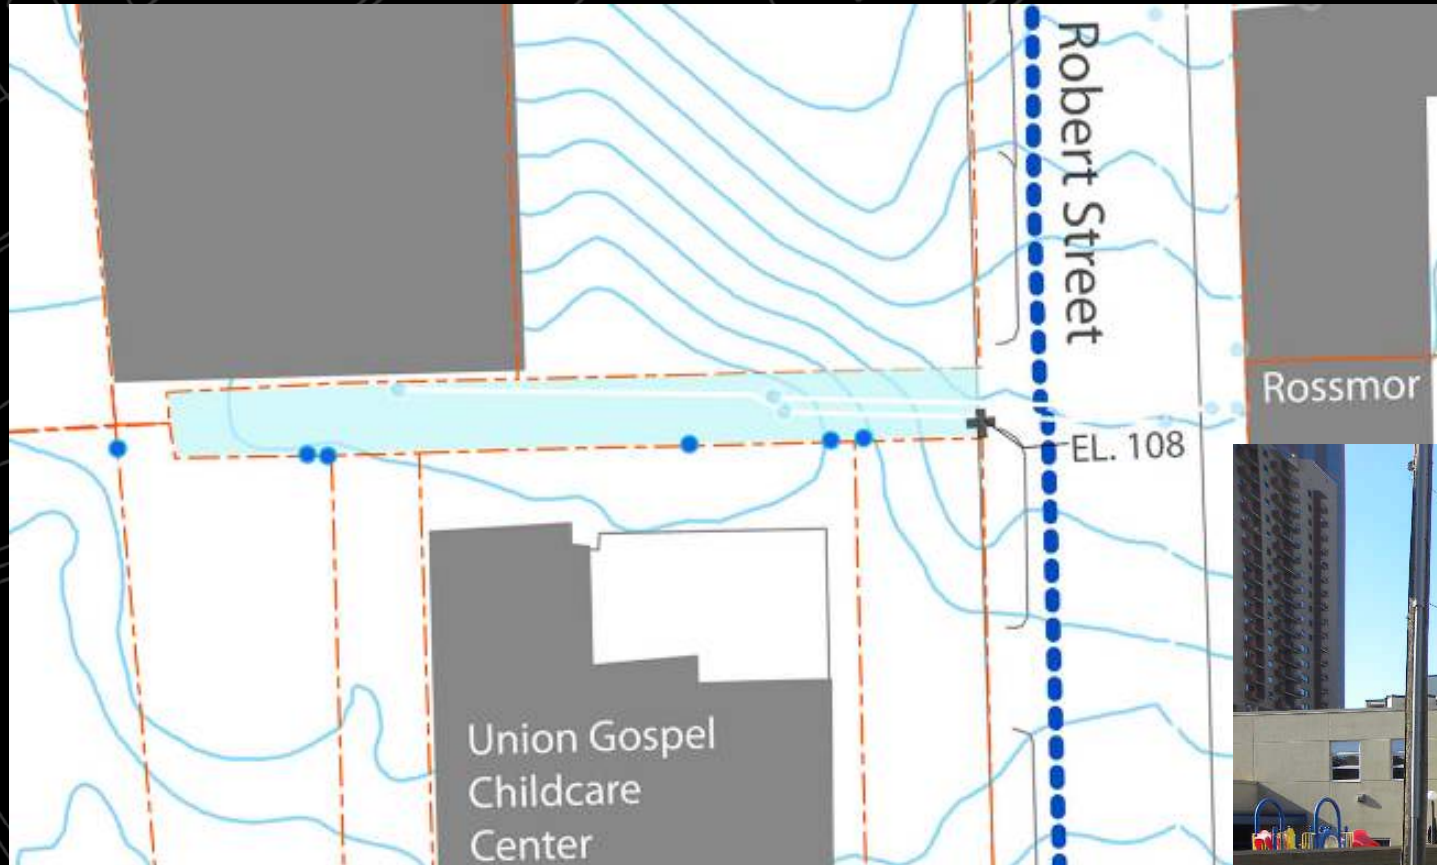 Robert Street
Rossmor
EL. 108
Union Gospel
Childcare
Center